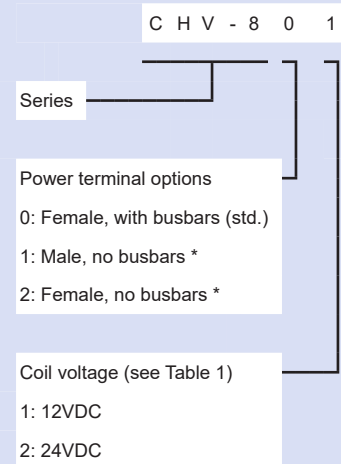 C H V - 8 0 1
Series
Power terminal options
0: Female, with busbars (std.)
1: Male, no busbars *
2: Female, no busbars *
Coil voltage (see Table 1)
1: 12VDC
2: 24VDC